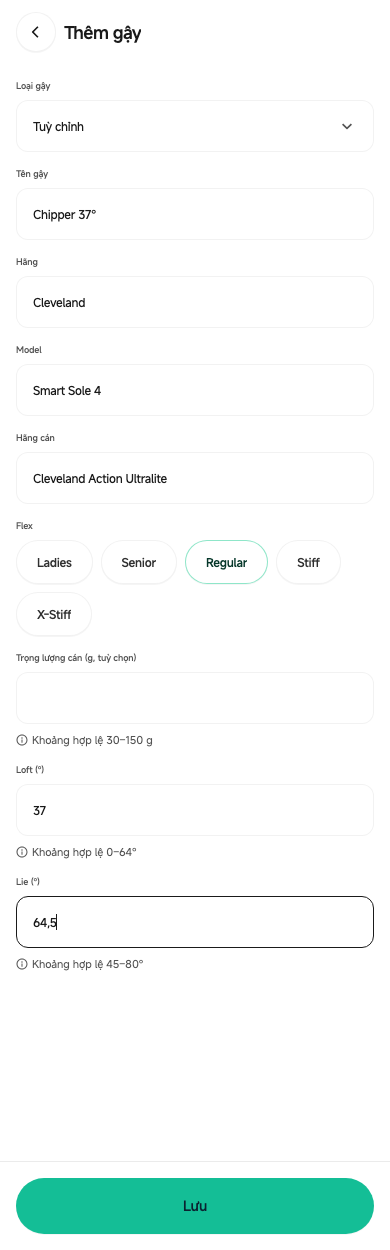 Thêm gậy
Loại gậy
Tuỳ chỉnh
Tên gậy
Chipper 37°
Hãng
Cleveland
Model
Smart Sole 4
Hãng cán
Cleveland Action Ultralite
Flex
Ladies
Senior
Regular
Stiff
X-Stiff
Trọng lượng cán (g, tuỳ chọn)
Khoảng hợp lệ 30–150 g
Loft (°)
37
Khoảng hợp lệ 0–64°
Lie (°)
64,5
Khoảng hợp lệ 45–80°
Lưu